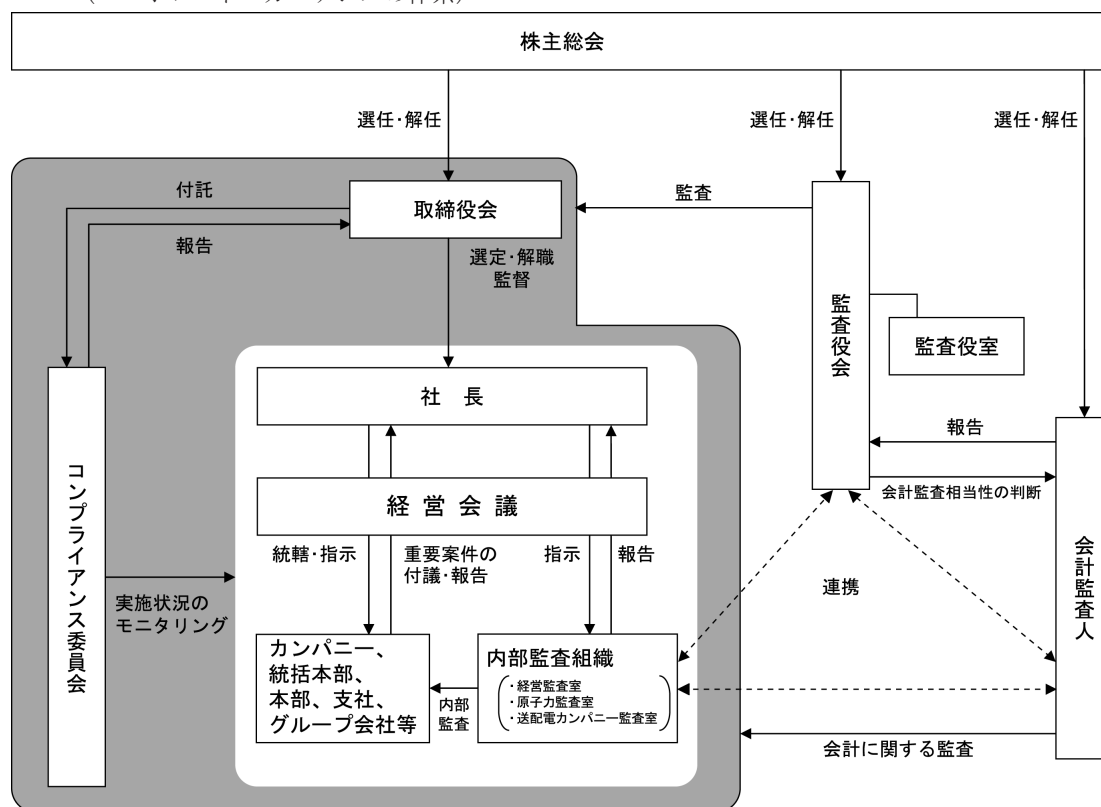 株主総会
選任・解任
選任・解任
選任・解任
付託
取締役会
監査
報告
選定・解職
監督
監査役会
監査役室
社　長
報告
会計監査相当性の判断
コンプライアンス委員会
経 営 会 議
統轄・指示
重要案件の
付議・報告
指示
報告
連携
会計監査人
実施状況の
モニタリング
カンパニー、
統括本部、
本部、支社、
グループ会社等
内部
監査
内部監査組織
・経営監査室
・原子力監査室
・送配電カンパニー監査室
会計に関する監査